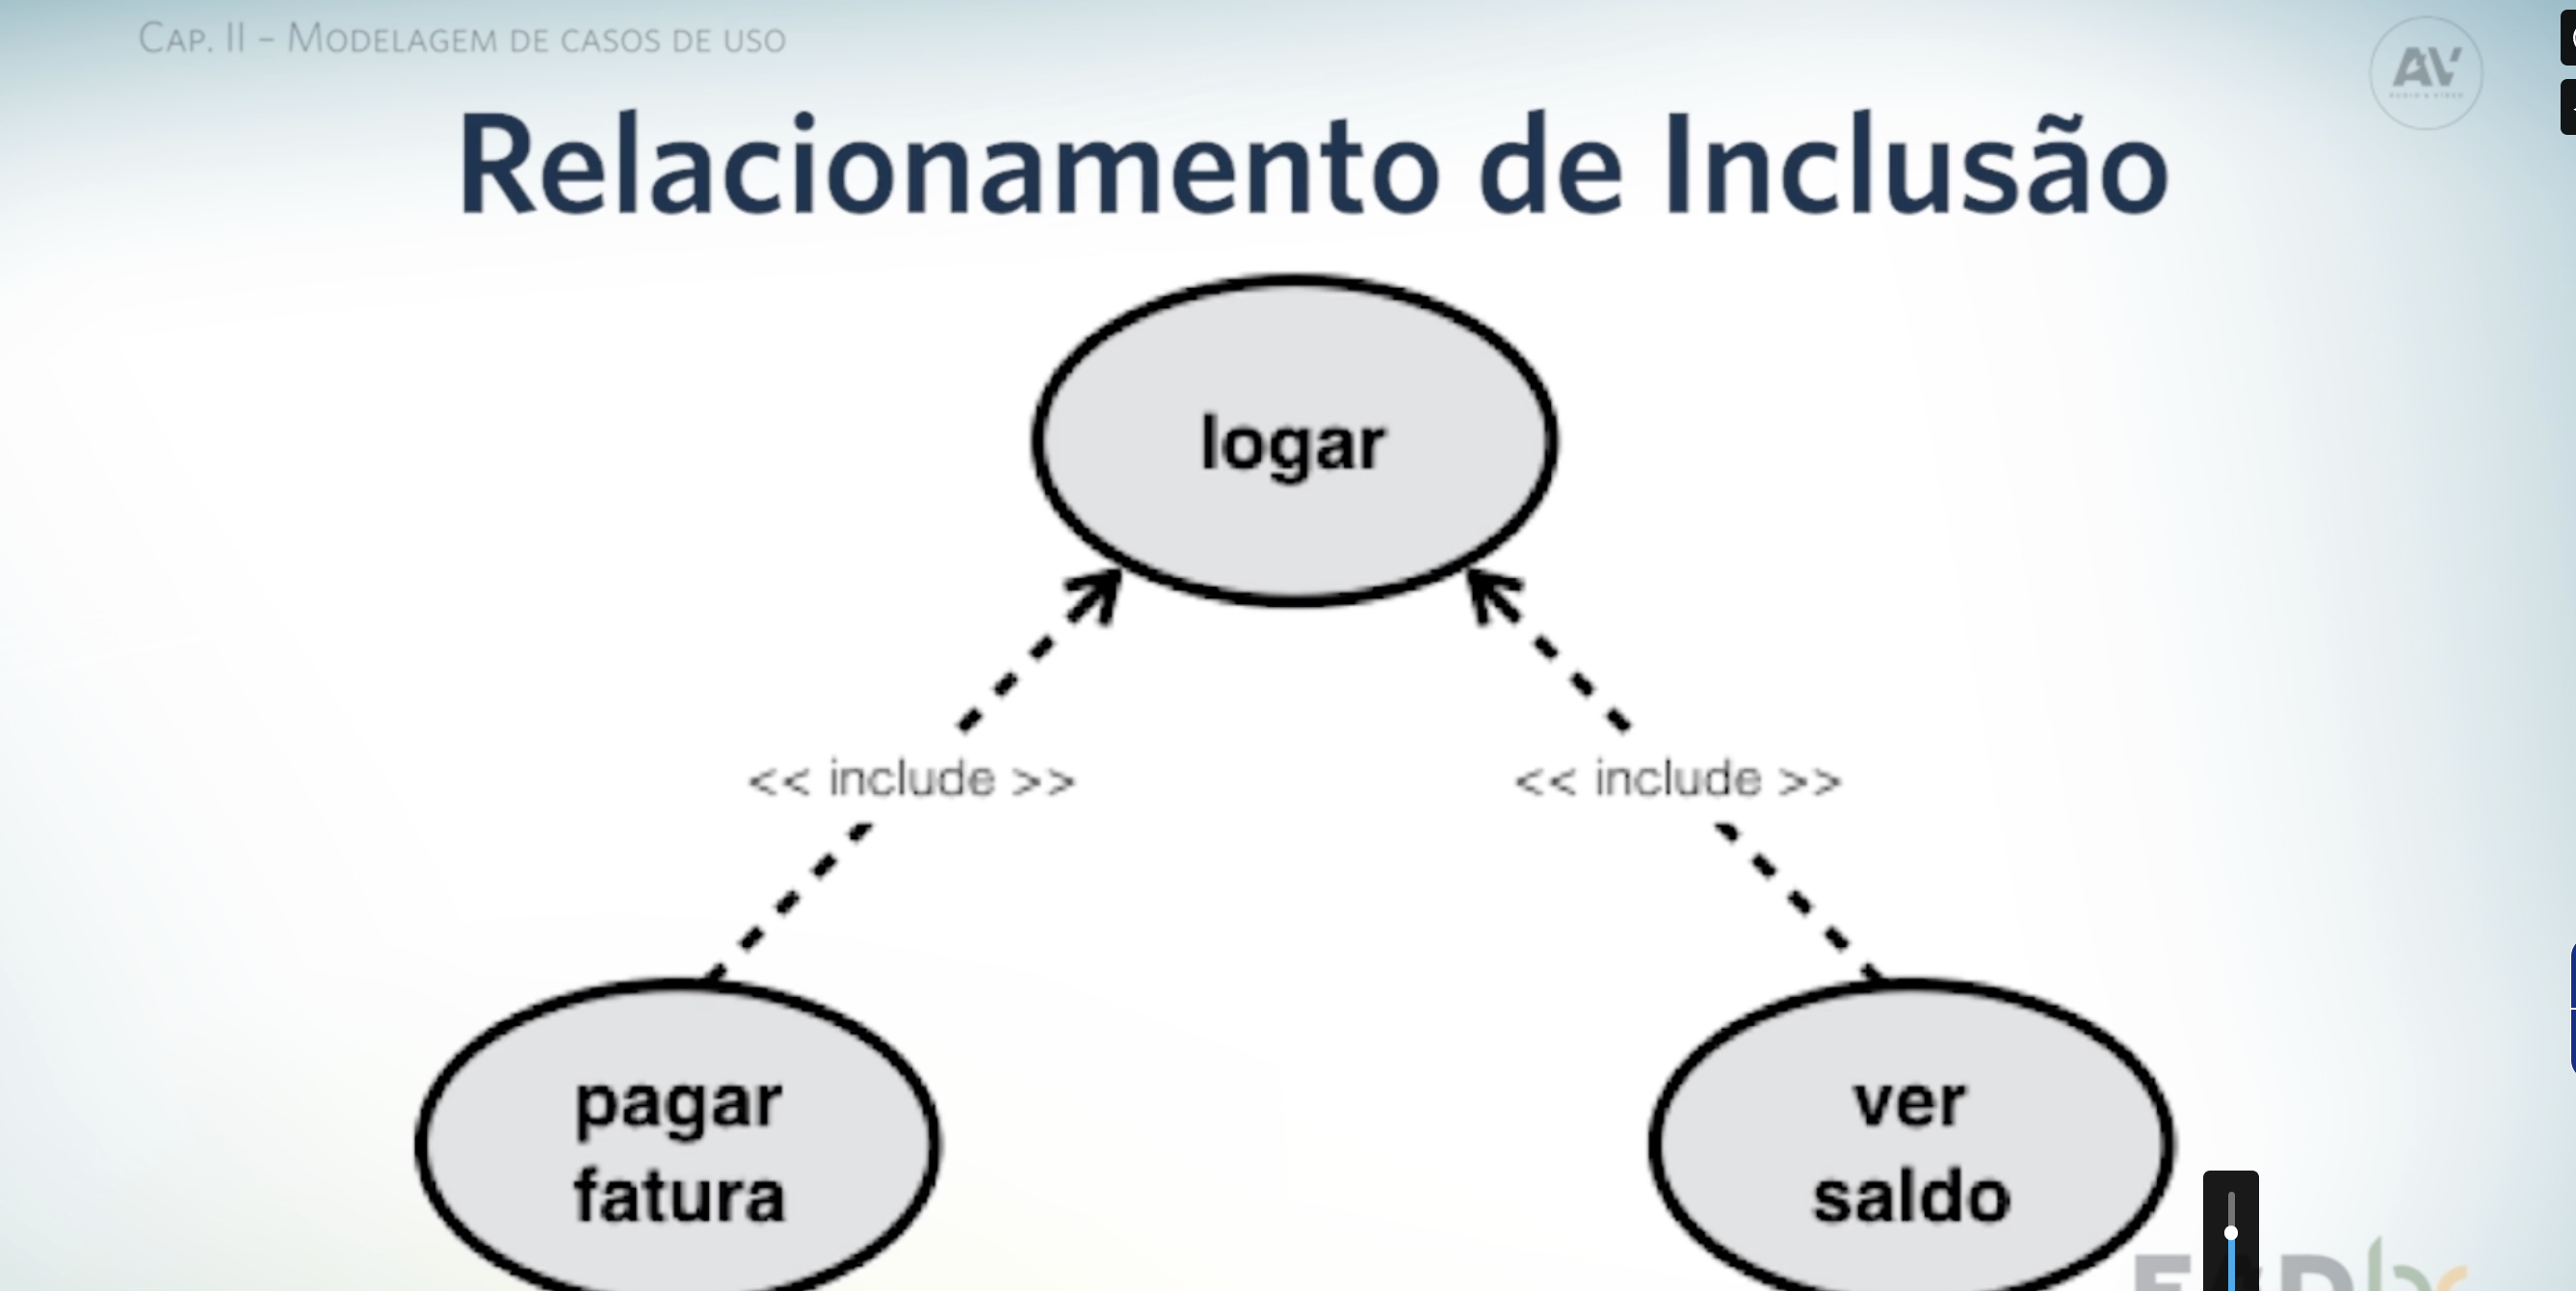 Cap. II – Modelagem de casos de uso
AV
Relacionamento de Inclusão
logar
<< include >> << include >>
pagar
fatura
ver
saldo